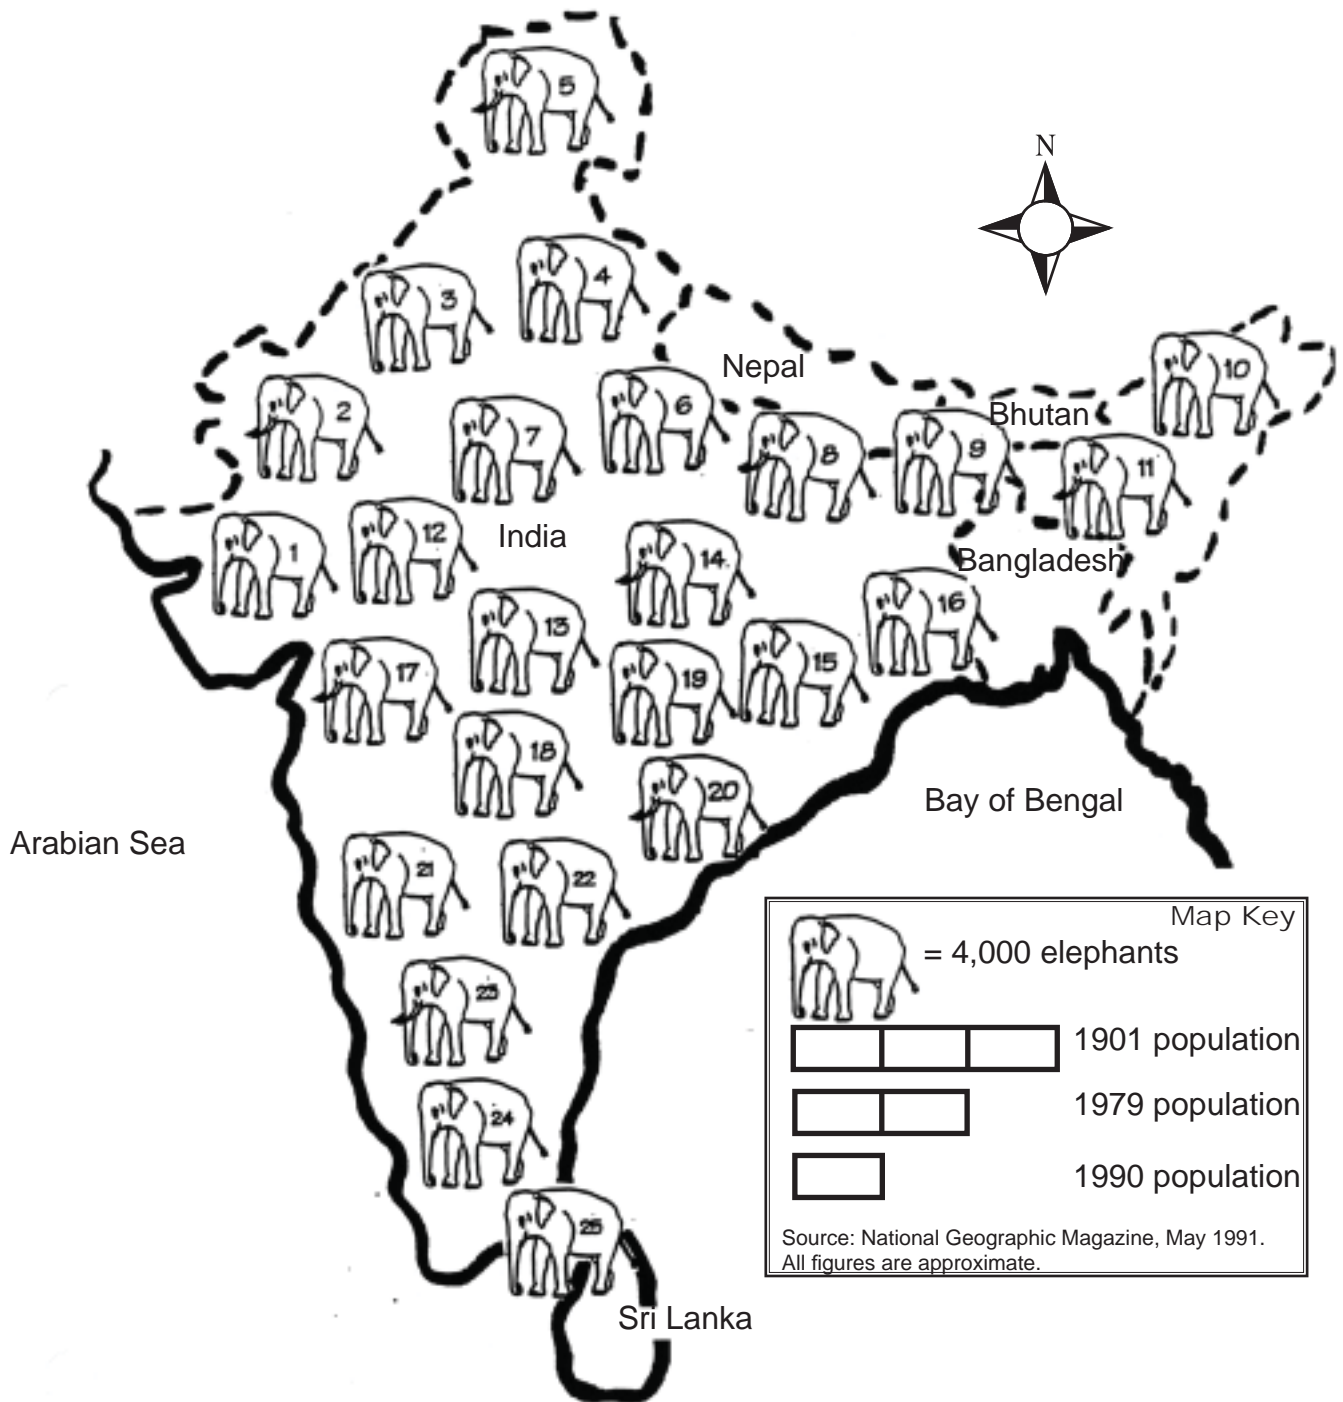 5
N
4
3
Nepal
10
2
6
Bhutan
7
8
9
11
12
India
1
14
Bangladesh
16
13
15
17
19
18
20
Bay of Bengal
Arabian Sea
21
22
Map Key
= 4,000 elephants
23
1901 population
1979 population
24
1990 population
25
Source: National Geographic Magazine, May 1991.
All figures are approximate.
Sri Lanka